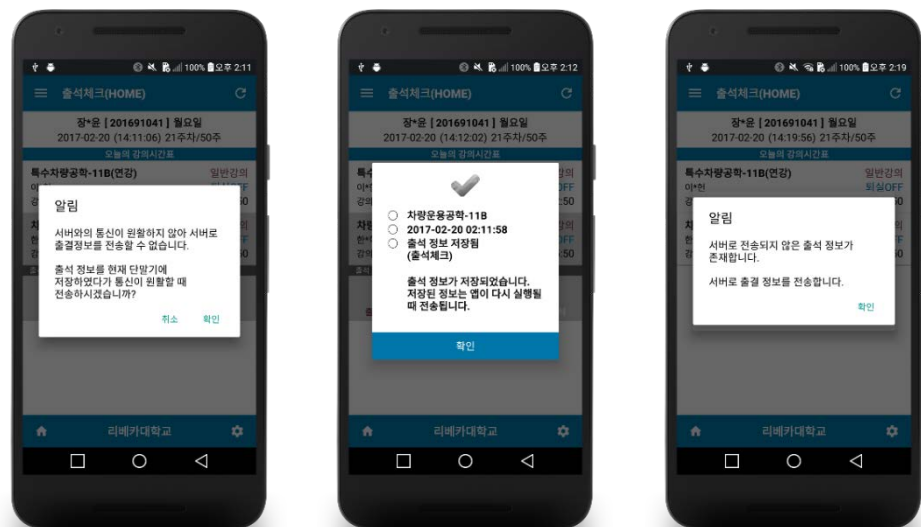 100% 오후 2:11
출석체크(HOME)
장*윤 [ 201691041 ] 월요일
2017-02-20 (14:11:06) 21주차/50주
오늘의 강의시간표
특수차량공학-11B(연강) 일반강의
이*헌 퇴실OFF
알림
서버와의 통신이 원활하지 않아 서버로
출결정보를 전송할 수 없습니다.
출석 정보를 현재 단말기에
저장하였다가 통신이 원활할 때
전송하시겠습니까?
취소 확인
리베카대학교
100% 오후 2:12
출석체크(HOME)
장*윤 [ 201691041 ] 월요일
2017-02-20 (14:12:02) 21주차/50주
오늘의 강의시간표
차량운용공학-11B
2017-02-20 02:11:58
출석 정보 저장됨
(출석체크)
출석 정보가 저장되었습니다.
저장된 정보는 앱이 다시 실행될
때 전송됩니다.
확인
리베카대학교
100% 오후 2:19
출석체크(HOME)
장*윤 [ 201691041 ] 월요일
2017-02-20 (14:19:56) 21주차/50주
오늘의 강의시간표
특수차량공학-11B(연강) 일반강의
이*헌 퇴실OFF
알림
서버로 전송되지 않은 출석 정보가
존재합니다.
서버로 출결 정보를 전송합니다.
확인
리베카대학교